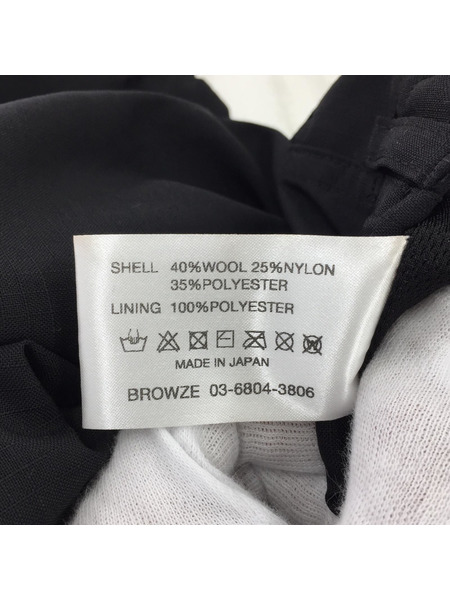 SHELL 40%WOOL 25%NYLON
35%POLYESTER
LINING 100%POLYESTER
MADE IN JAPAN
BROWZE 03-6804-3806